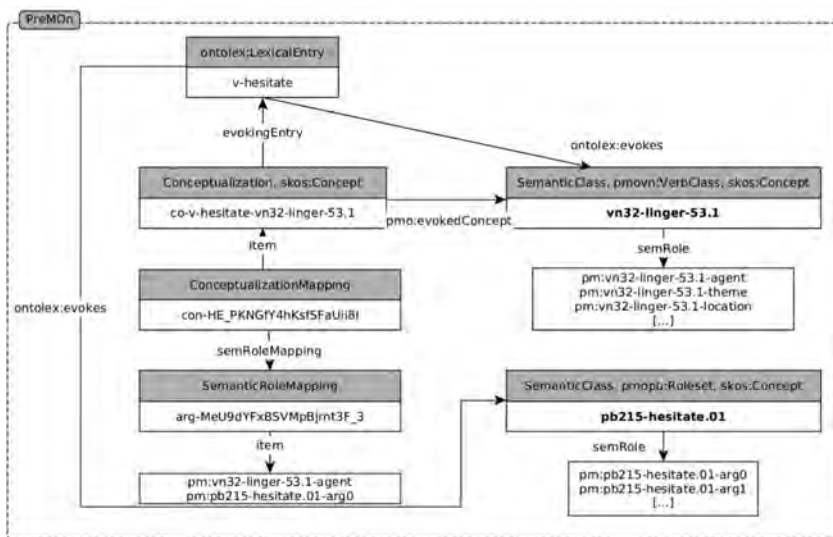 PreMOn
ontolex:LexicalEntry
v-hesitate
evokingEntry
ontolex:evokes
Conceptualization, skos:Concept
co-v-hesitate-vn32-linger-53.1
pmo:evokedConcept
SemanticClass, pmovn:VerbClass, skos:Concept
vn32-linger-53.1
item
semRole
ConceptualizationMapping
pm:vn32-linger-53.1-agent
pm:vn32-linger-53.1-theme
pm:vn32-linger-53.1-location
[...]
ontolex:evokes
semRoleMapping
SemanticRoleMapping
arg-MeU9dYFxBSVMpBjrnt3F_3
SemanticClass, pmopb:Roleset, skos:Concept
pb215-hesitate.01
item
semRole
pm:vn32-linger-53.1-agent
pm:pb215-hesitate.01-arg0
pm:pb215-hesitate.01-arg0
pm:pb215-hesitate.01-arg1
[...]